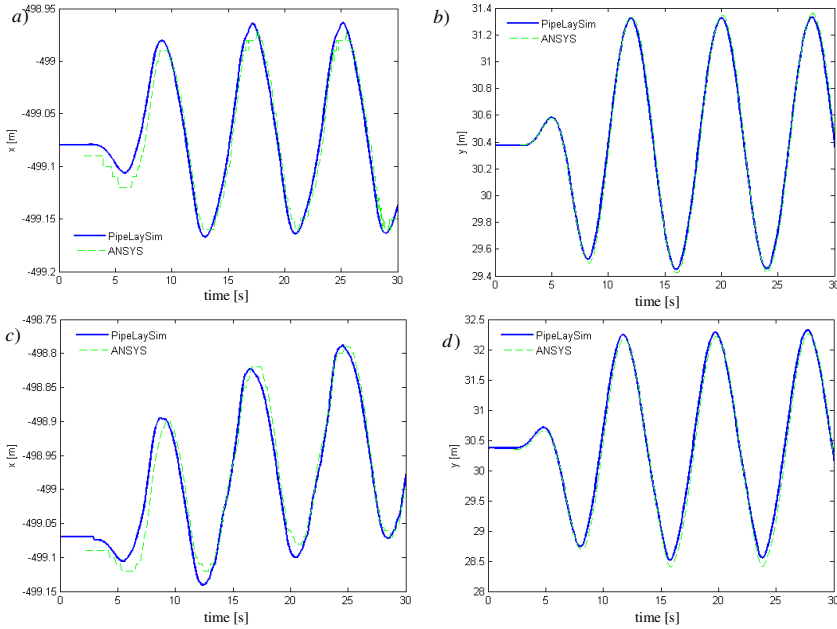 a)
-498.95
-499
-499.05
-499.1
-499.15
-499.2
x [m]
PipeLaySim
ANSYS
0 5 10 15 20 25 30
time [s]
b)
31.4
31.2
31
30.8
30.6
30.4
30.2
30
29.8
29.6
29.4
y [m]
PipeLaySim
ANSYS
0 5 10 15 20 25 30
time [s]
c)
-498.75
-498.8
-498.85
-498.9
-498.95
-499
-499.05
-499.1
-499.15
x [m]
PipeLaySim
ANSYS
0 5 10 15 20 25 30
time [s]
d)
32.5
32
31.5
31
30.5
30
29.5
29
28.5
28
y [m]
PipeLaySim
ANSYS
0 5 10 15 20 25 30
time [s]